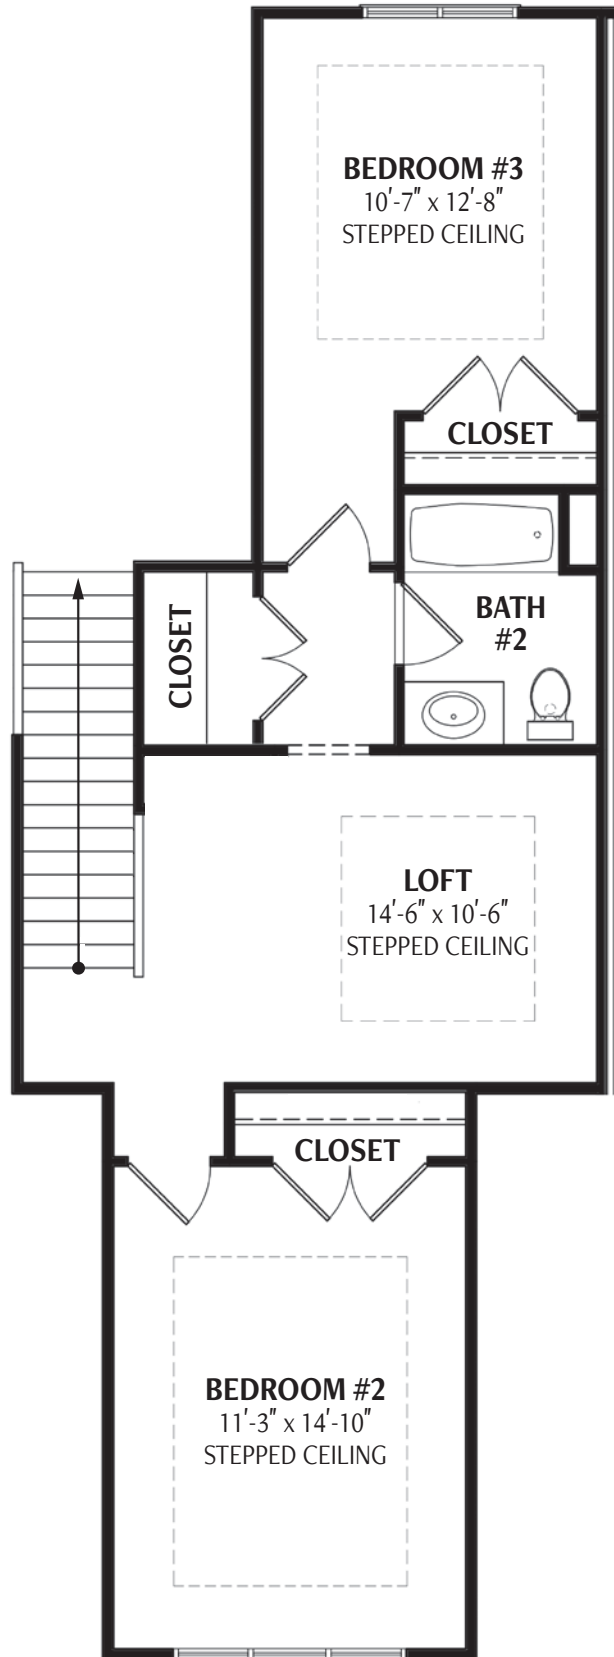 BEDROOM #3
10'-7" x 12'-8"
STEPPED CEILING
CLOSET
BATH
#2
CLOSET
LOFT
14'-6" x 10'-6"
STEPPED CEILING
CLOSET
BEDROOM #2
11'-3" x 14'-10"
STEPPED CEILING